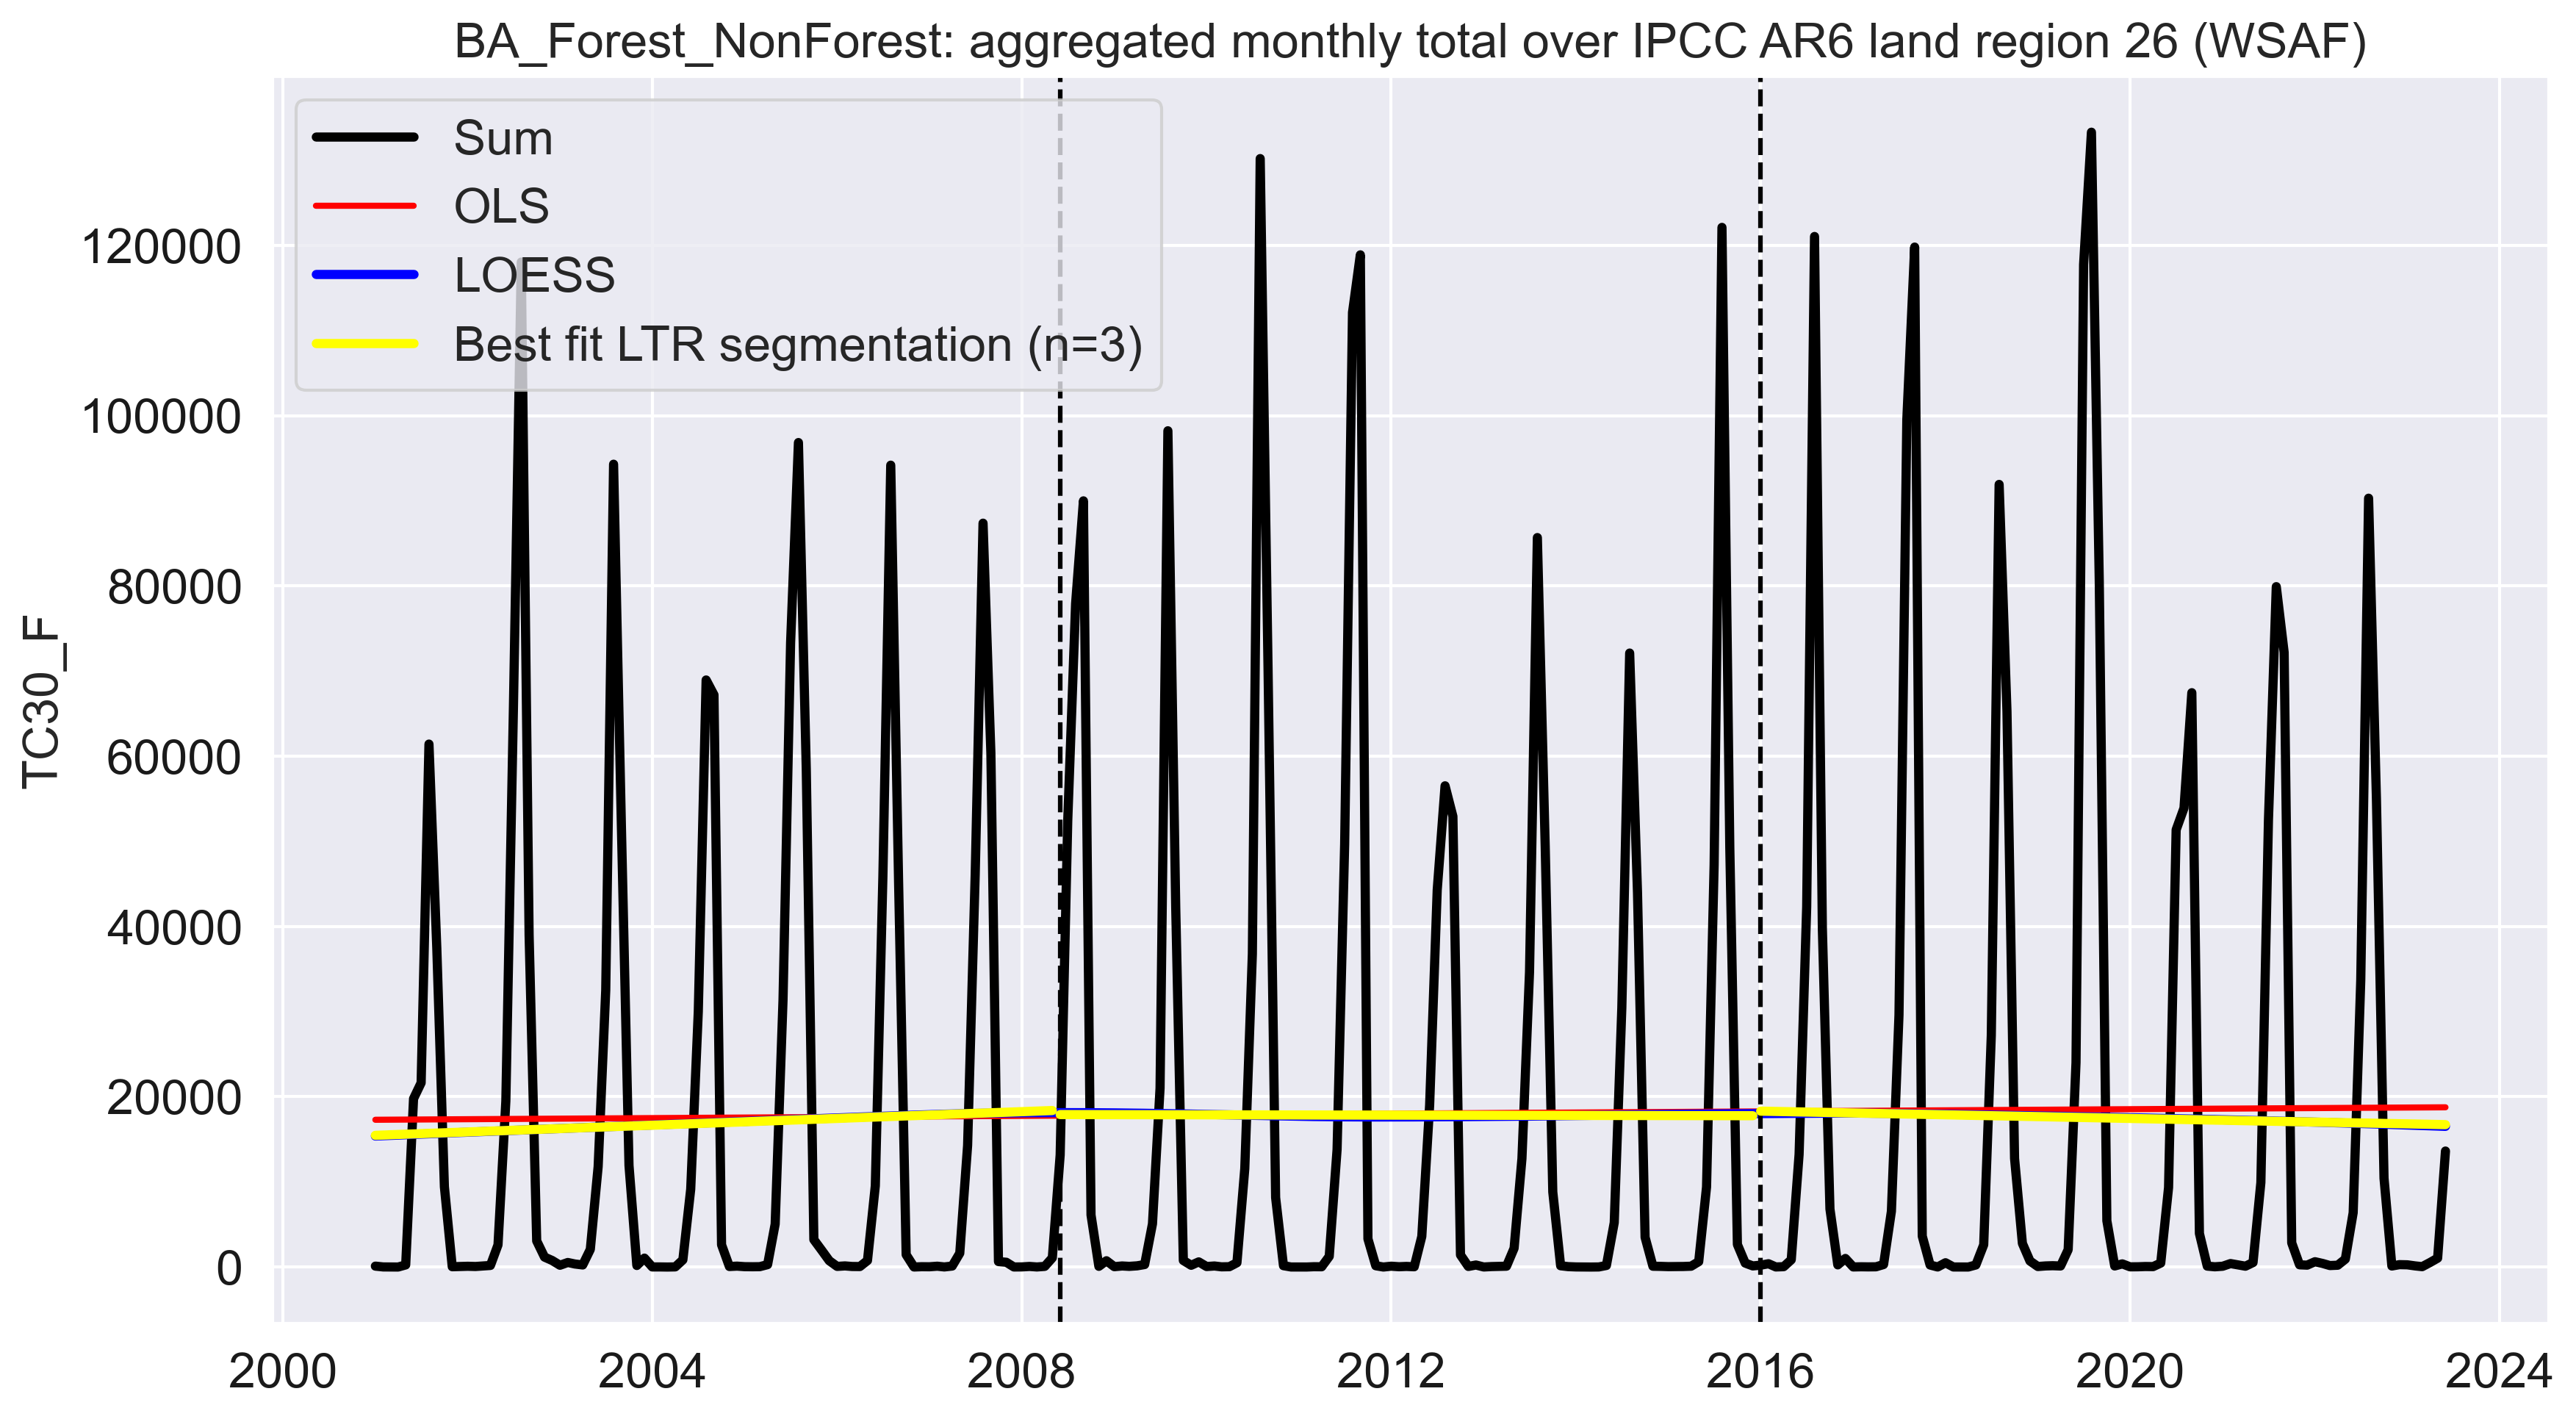 BA_Forest_NonForest: aggregated monthly total over IPCC AR6 land region 26 (WSAF)
Sum
OLS
LOESS
Best fit LTR segmentation (n=3)
TC30_F
120000
100000
80000
60000
40000
20000
0
2000 2004 2008 2012 2016 2020 2024